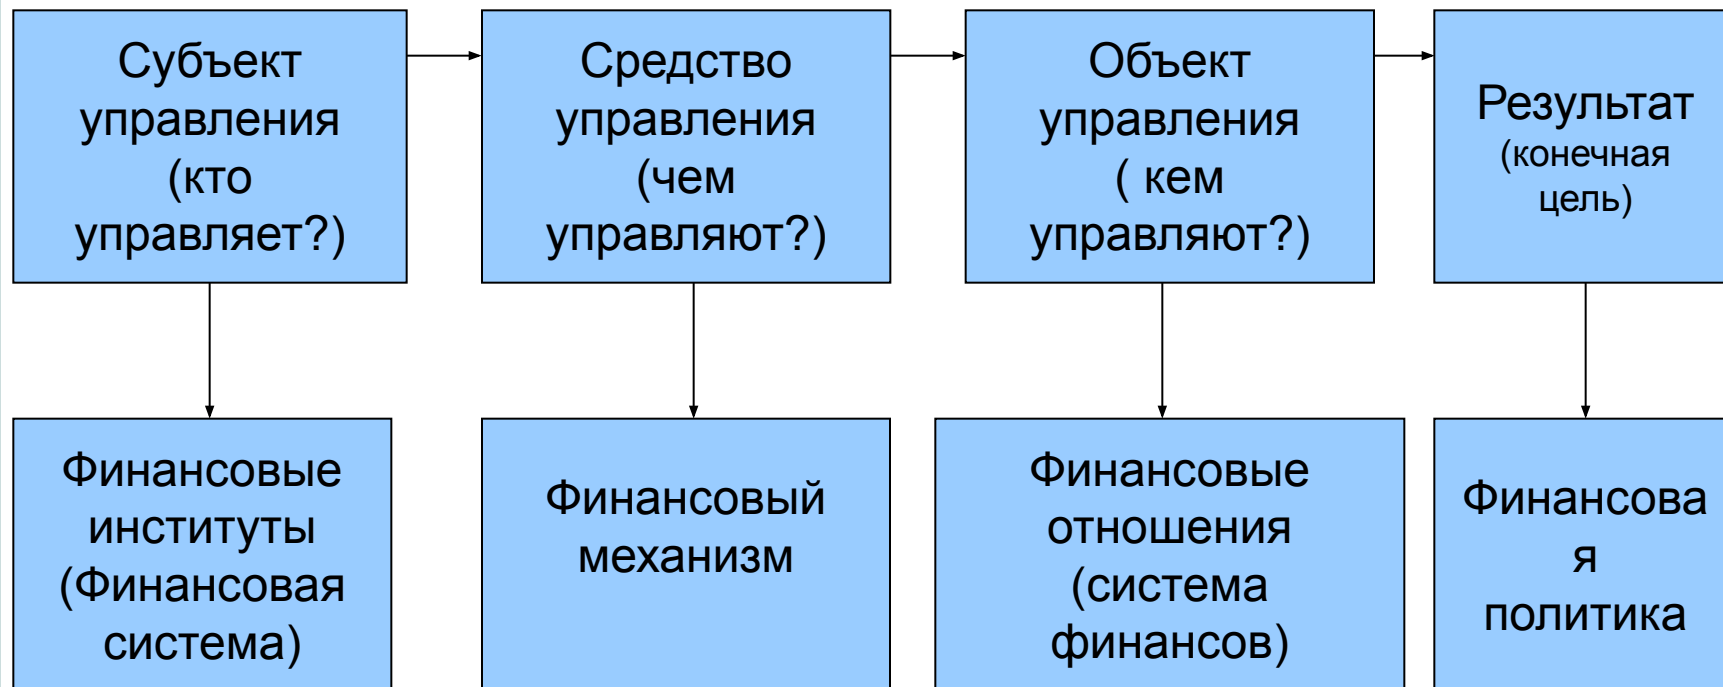 Субъект
управления
(кто
управляет?)
Средство
управления
(чем
управляют?)
Объект
управления
( кем
управляют?)
Результат
(конечная
цель)
Финансовые
институты
(Финансовая
система)
Финансовый
механизм
Финансовые
отношения
(система
финансов)
Финансова
я
политика